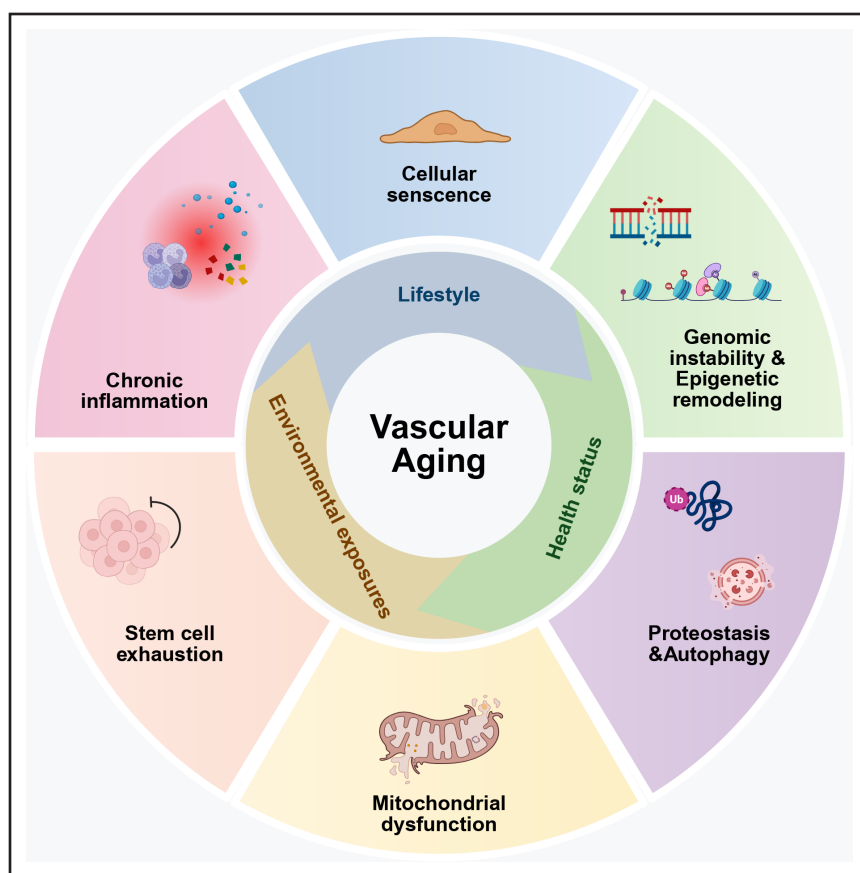 Cellular
senscence
Genomic
instability &
Epigenetic
remodeling
Ub
Proteostasis
&Autophagy
Mitochondrial
dysfunction
Stem cell
exhaustion
Chronic
inflammation
Lifestyle
Health status
Environmental exposures
Vascular
Aging